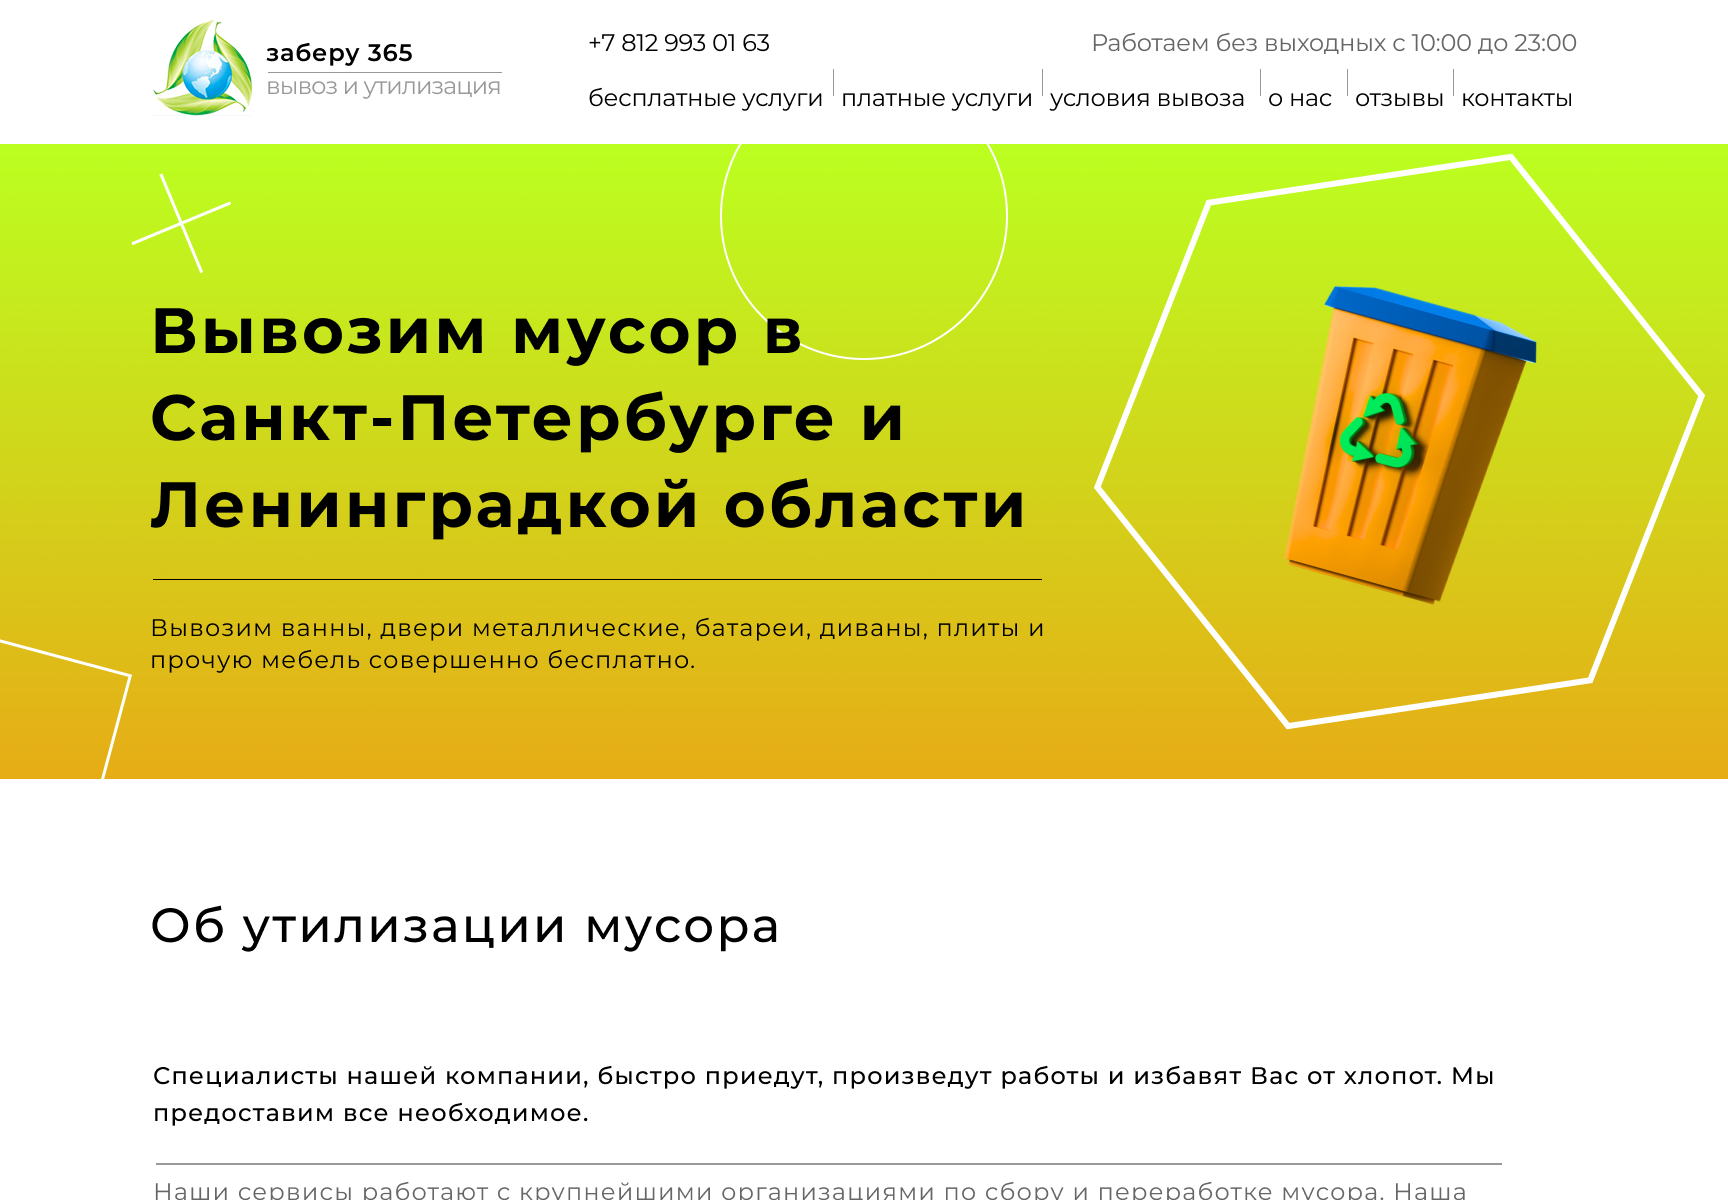 заберу 365
вывоз и утилизация
+7 812 993 01 63
Работаем без выходных с 10:00 до 23:00
бесплатные услуги
платные услуги
условия вывоза
о нас
отзывы
контакты
Вывозим мусор в
Санкт-Петербурге и
Ленинградкой области
Вывозим ванны, двери металлические, батареи, диваны, плиты и
прочую мебель совершенно бесплатно.
Об утилизации мусора
Специалисты нашей компании, быстро приедут, произведут работы и избавят Вас от хлопот. Мы
предоставим все необходимое.
Наши сервисы работают с крупнейшими организациями по сбору и переработке мусора. Наша